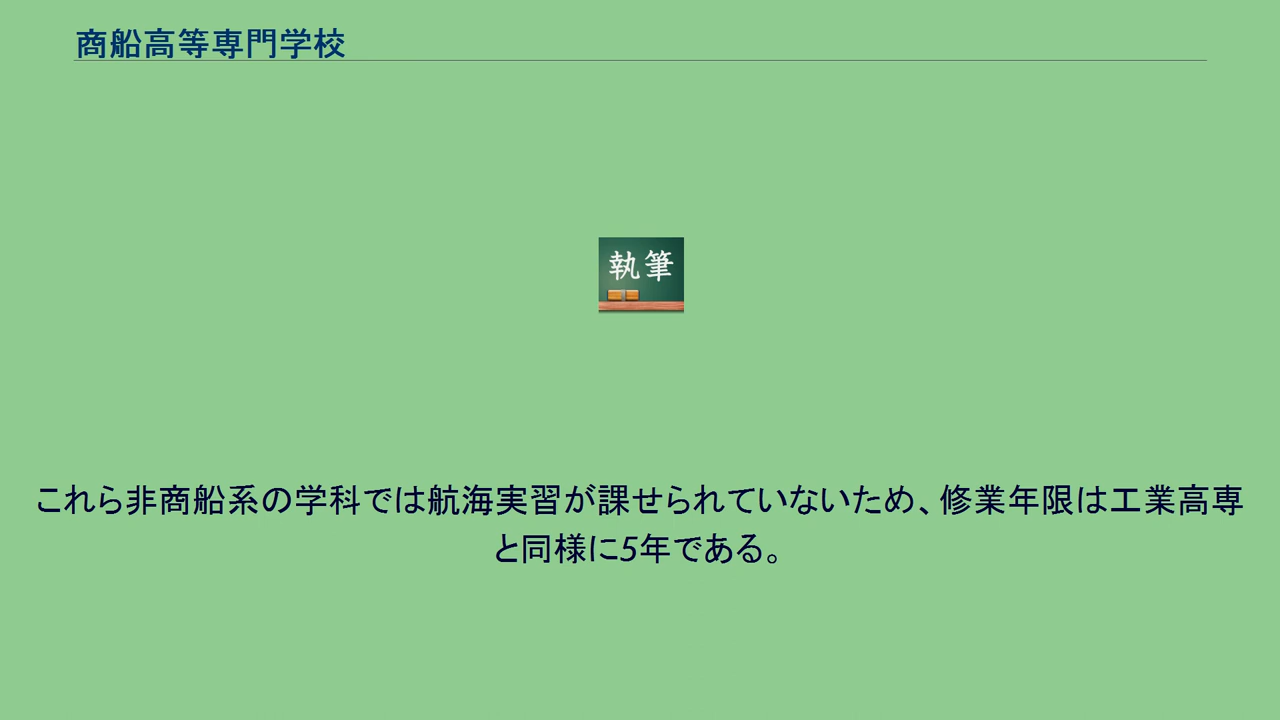 商船高等専門学校
執筆
これら非商船系の学科では航海実習が課せられていないため、修業年限は工業高専
と同様に5年である。